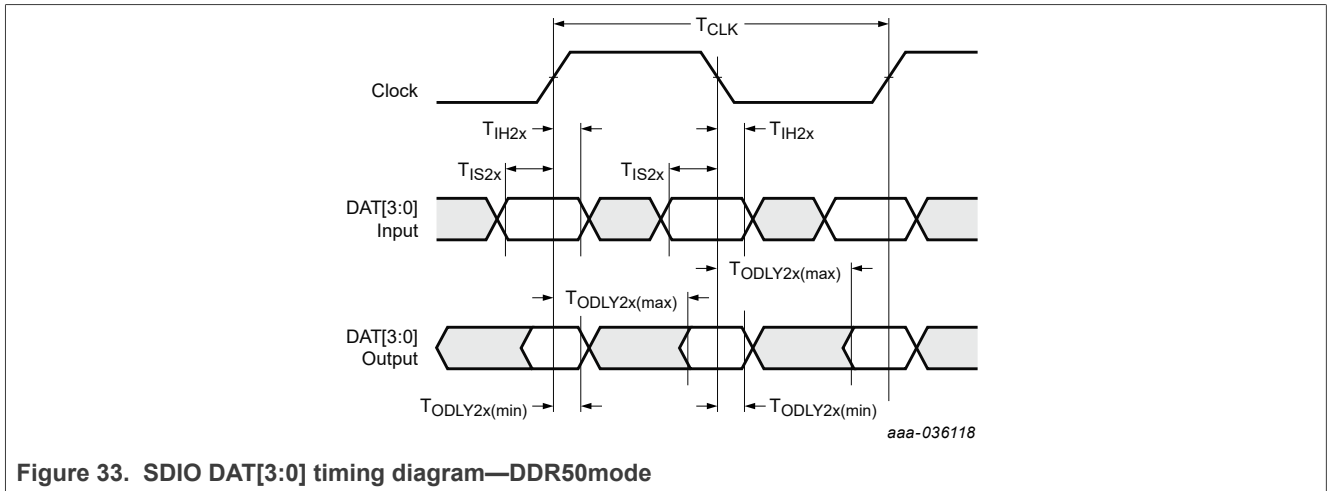 TCLK
Clock
TIH2x
TIH2x
TIS2x
TIS2x
DAT[3:0]
Input
TODLY2x(max)
TODLY2x(max)
DAT[3:0]
Output
TODLY2x(min)
TODLY2x(min)
aaa-036118
Figure 33. SDIO DAT[3:0] timing diagram—DDR50mode